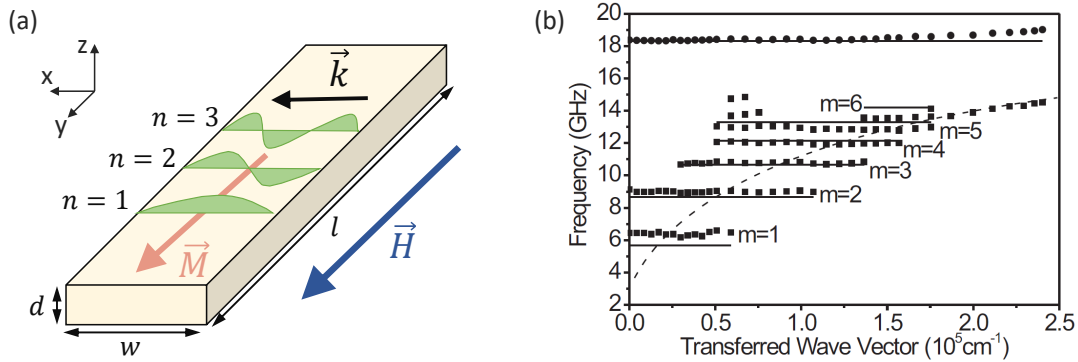 (a)
z
x
y
k⃗
n = 3
n = 2
n = 1
M⃗
H⃗
l
d
w
(b)
Frequency (GHz)
20
18
16
14
12
10
8
6
4
2
m=6
m=5
m=4
m=3
m=2
m=1
0.0 0.5 1.0 1.5 2.0 2.5
Transferred Wave Vector (10⁵cm⁻¹)